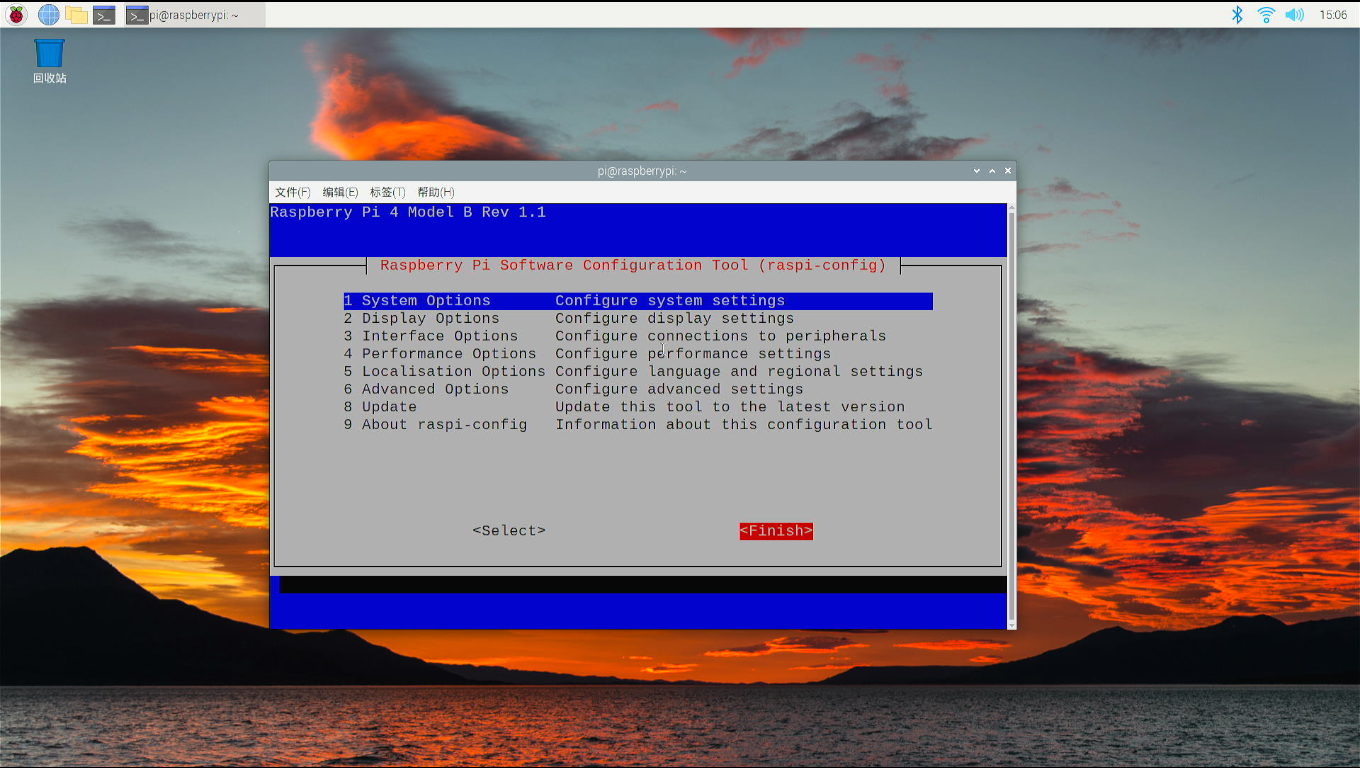 pi@raspberrypi: ~
15:06
回收站
pi@raspberrypi: ~
文件(F) 编辑(E) 标签(T) 帮助(H)
Raspberry Pi 4 Model B Rev 1.1
Raspberry Pi Software Configuration Tool (raspi-config)
1 System Options Configure system settings
2 Display Options Configure display settings
3 Interface Options Configure connections to peripherals
4 Performance Options Configure performance settings
5 Localisation Options Configure language and regional settings
6 Advanced Options Configure advanced settings
8 Update Update this tool to the latest version
9 About raspi-config Information about this configuration tool
<Select> <Finish>